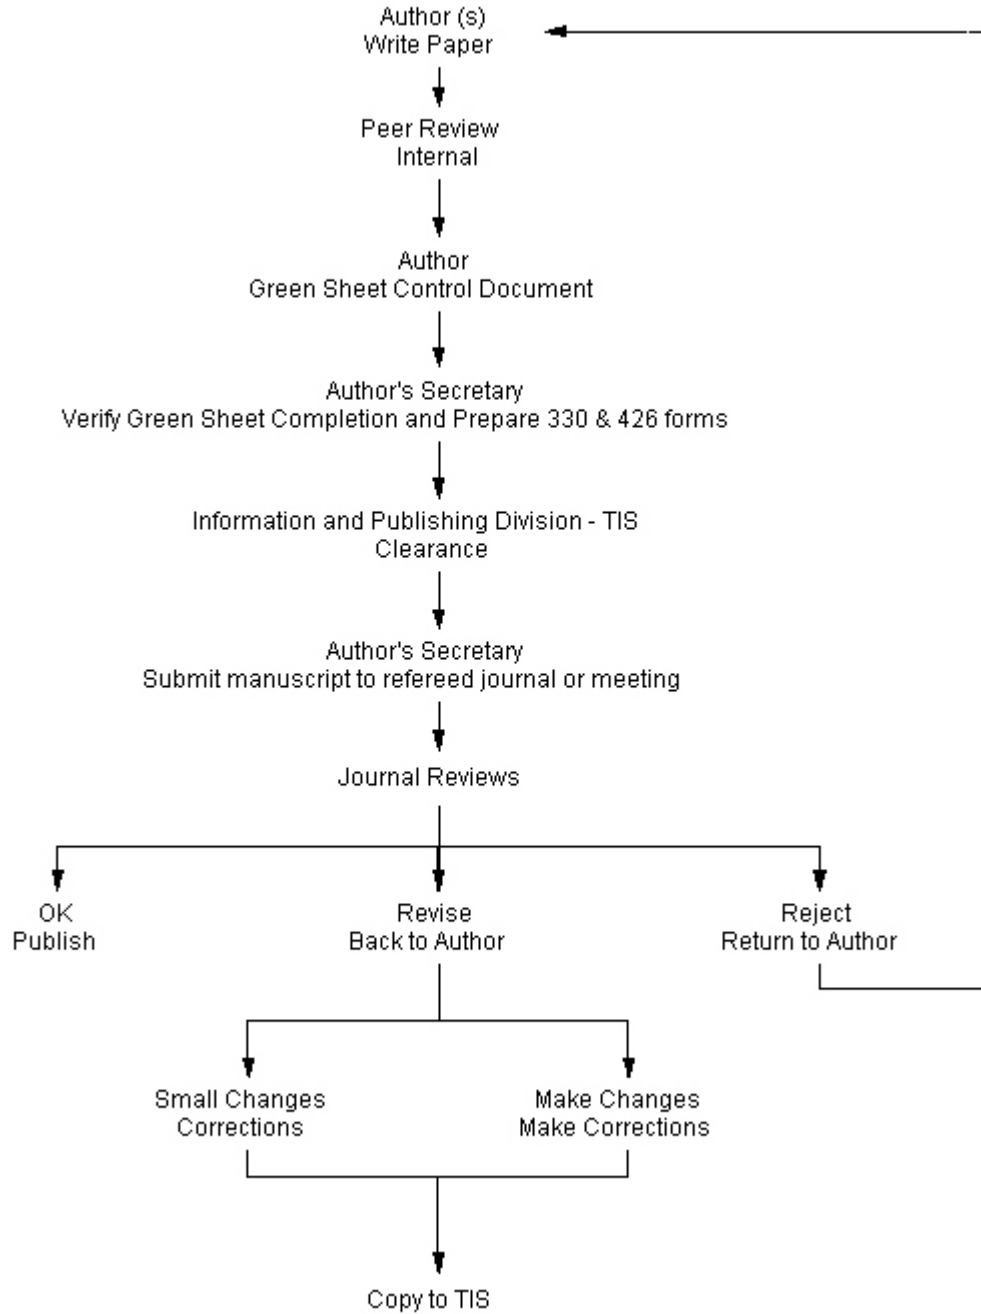 Author (s)
Write Paper
Peer Review
Internal
Author
Green Sheet Control Document
Author's Secretary
Verify Green Sheet Completion and Prepare 330 & 426 forms
Information and Publishing Division - TIS
Clearance
Author's Secretary
Submit manuscript to refereed journal or meeting
Journal Reviews
OK
Publish
Revise
Back to Author
Reject
Return to Author
Small Changes
Corrections
Make Changes
Make Corrections
Copy to TIS